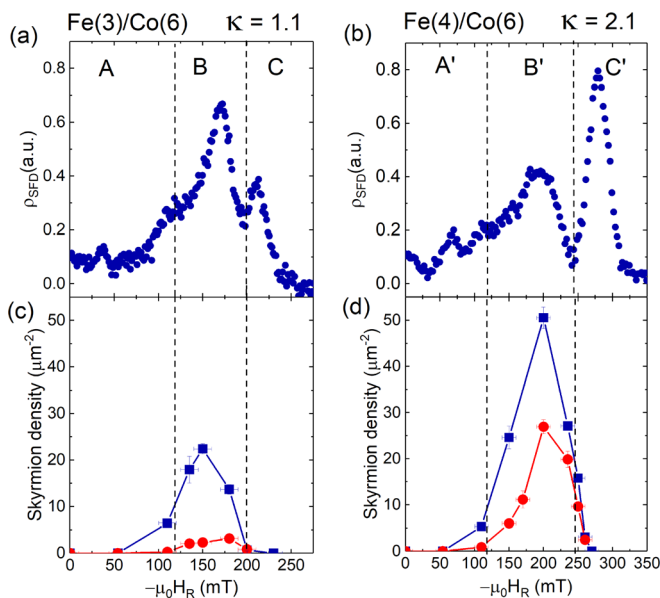 Fe(3)/Co(6) κ = 1.1
Fe(4)/Co(6) κ = 2.1
(a)
A B C
0.8
0.6
0.4
0.2
0.0
ρSFD(a.u.)
(b)
A' B' C'
0.8
0.6
0.4
0.2
0.0
ρSFD(a.u.)
(c)
50
40
30
20
10
0
Skyrmion density (μm⁻²)
0 50 100 150 200 250
−μ₀HR (mT)
(d)
50
40
30
20
10
0
Skyrmion density (μm⁻²)
0 50 100 150 200 250 300 350
−μ₀HR (mT)